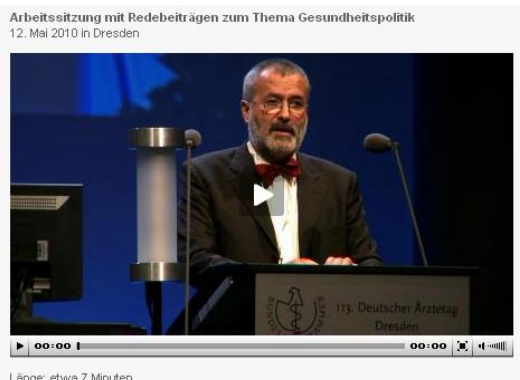 Arbeitssitzung mit Redebeiträgen zum Thema Gesundheitspolitik
12. Mai 2010 in Dresden
113. Deutscher Ärztetag
Dresden
00:00
00:00
Länge: etwa 7 Minuten